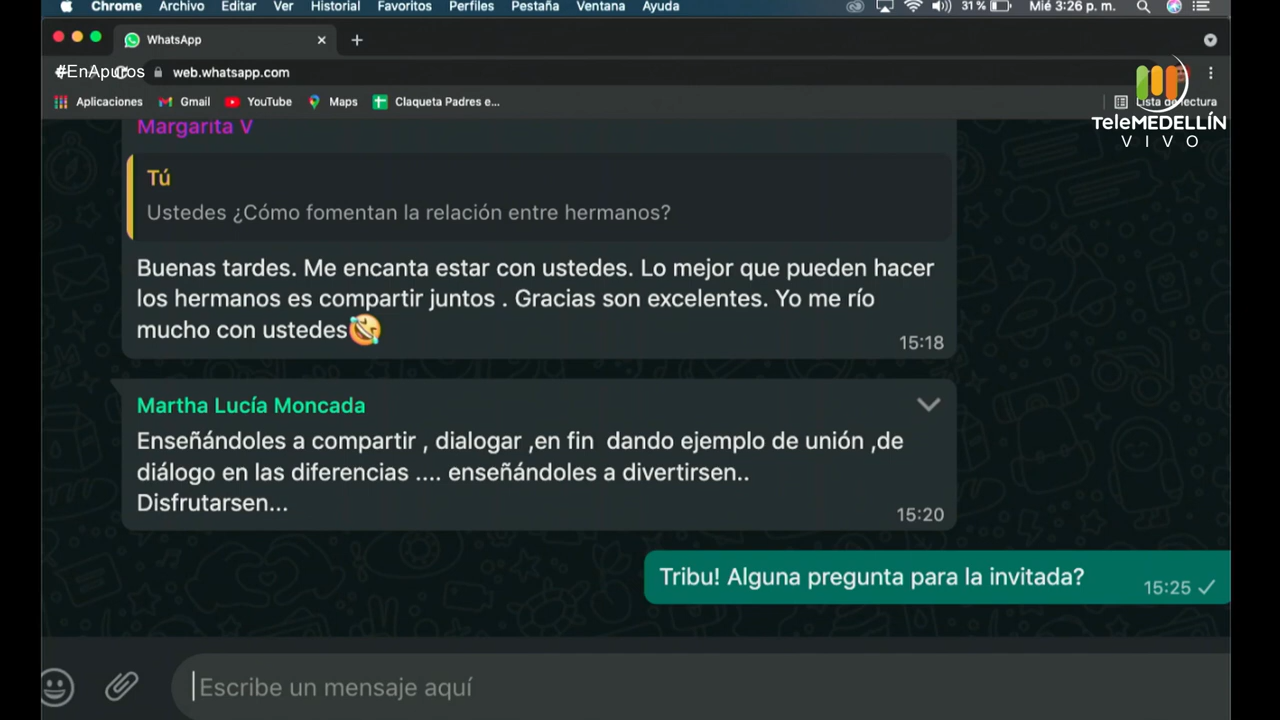 Chrome Archivo Editar Ver Historial Favoritos Perfiles Pestaña Ventana Ayuda 31 % Mié 3:26 p. m.
WhatsApp
#EnApuros web.whatsapp.com
Aplicaciones Gmail YouTube Maps Claqueta Padres e... Lista de lectura
TeleMEDELLÍN
VIVO
Margarita V
Tú
Ustedes ¿Cómo fomentan la relación entre hermanos?
Buenas tardes. Me encanta estar con ustedes. Lo mejor que pueden hacer
los hermanos es compartir juntos . Gracias son excelentes. Yo me río
mucho con ustedes🤣
15:18
Martha Lucía Moncada
Enseñándoles a compartir , dialogar ,en fin dando ejemplo de unión ,de
diálogo en las diferencias .... enseñándoles a divertirsen..
Disfrutarsen...
15:20
Tribu! Alguna pregunta para la invitada?
15:25
Escribe un mensaje aquí